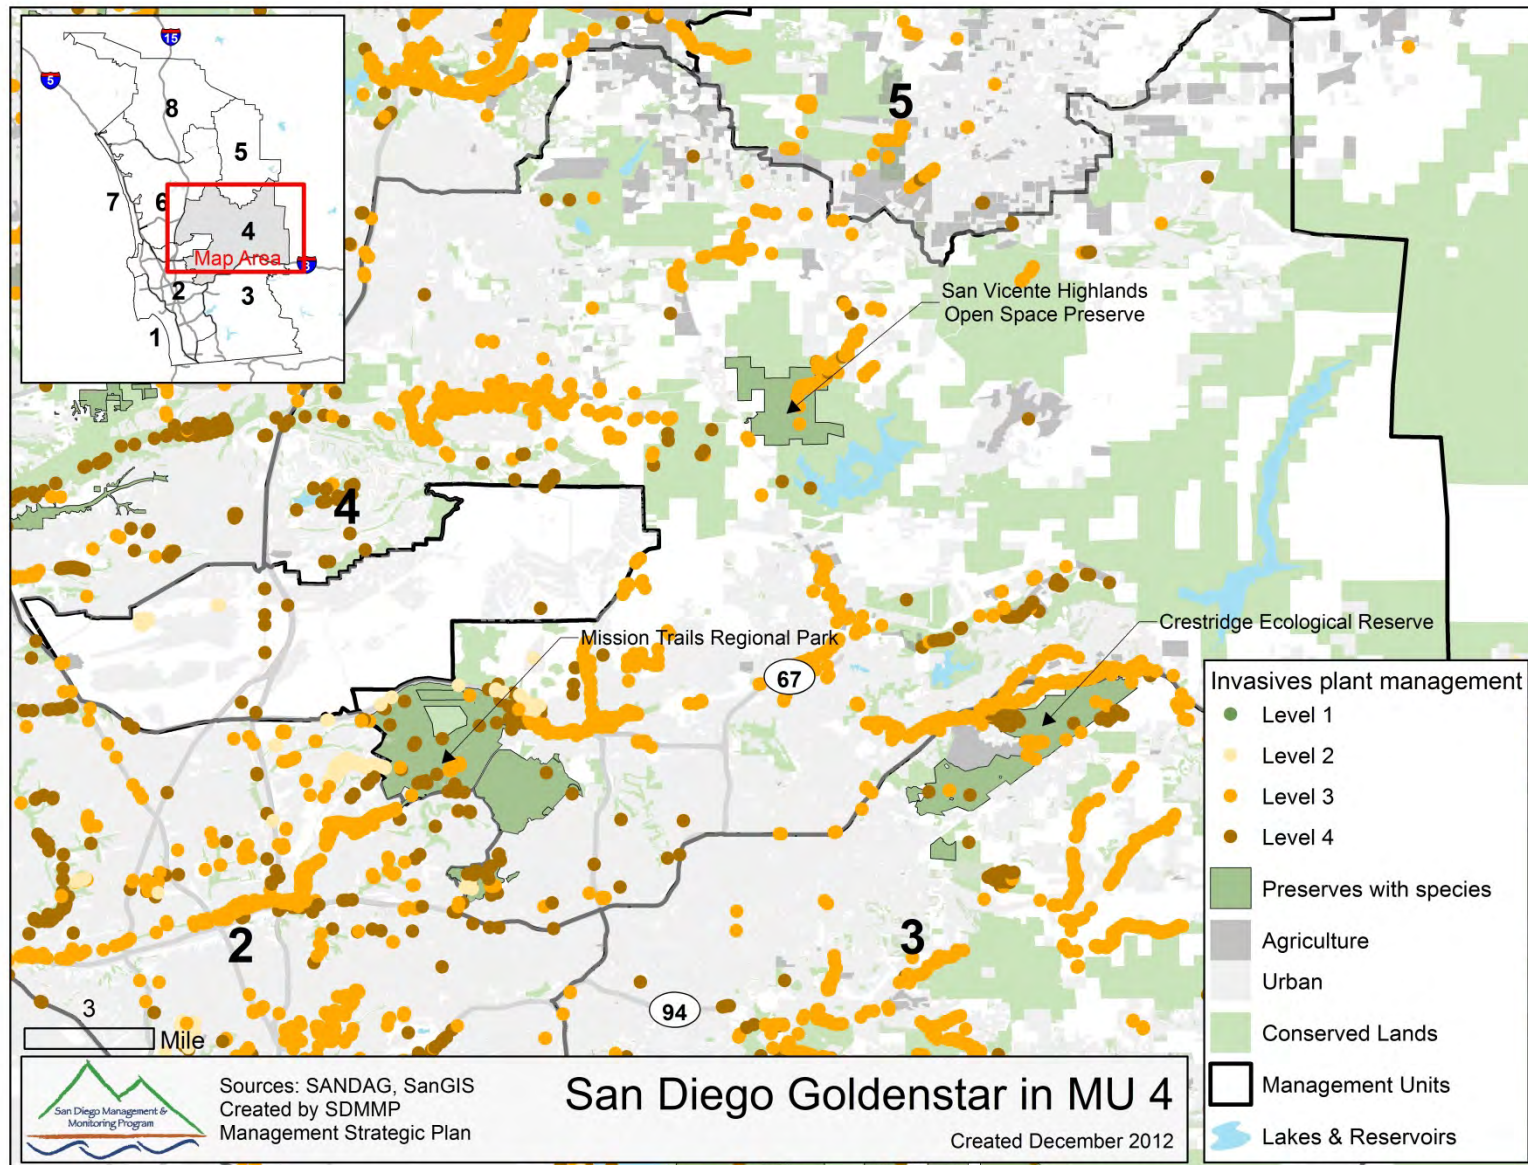 15
5
8
5
7
6
4
Map Area
8
2
3
1
5
San Vicente Highlands
Open Space Preserve
4
Mission Trails Regional Park
67
Crestridge Ecological Reserve
2
3
94
3
Mile
Invasives plant management
Level 1
Level 2
Level 3
Level 4
Preserves with species
Agriculture
Urban
Conserved Lands
Management Units
Lakes & Reservoirs
San Diego Management &
Monitoring Program
Sources: SANDAG, SanGIS
Created by SDMMP
Management Strategic Plan
San Diego Goldenstar in MU 4
Created December 2012